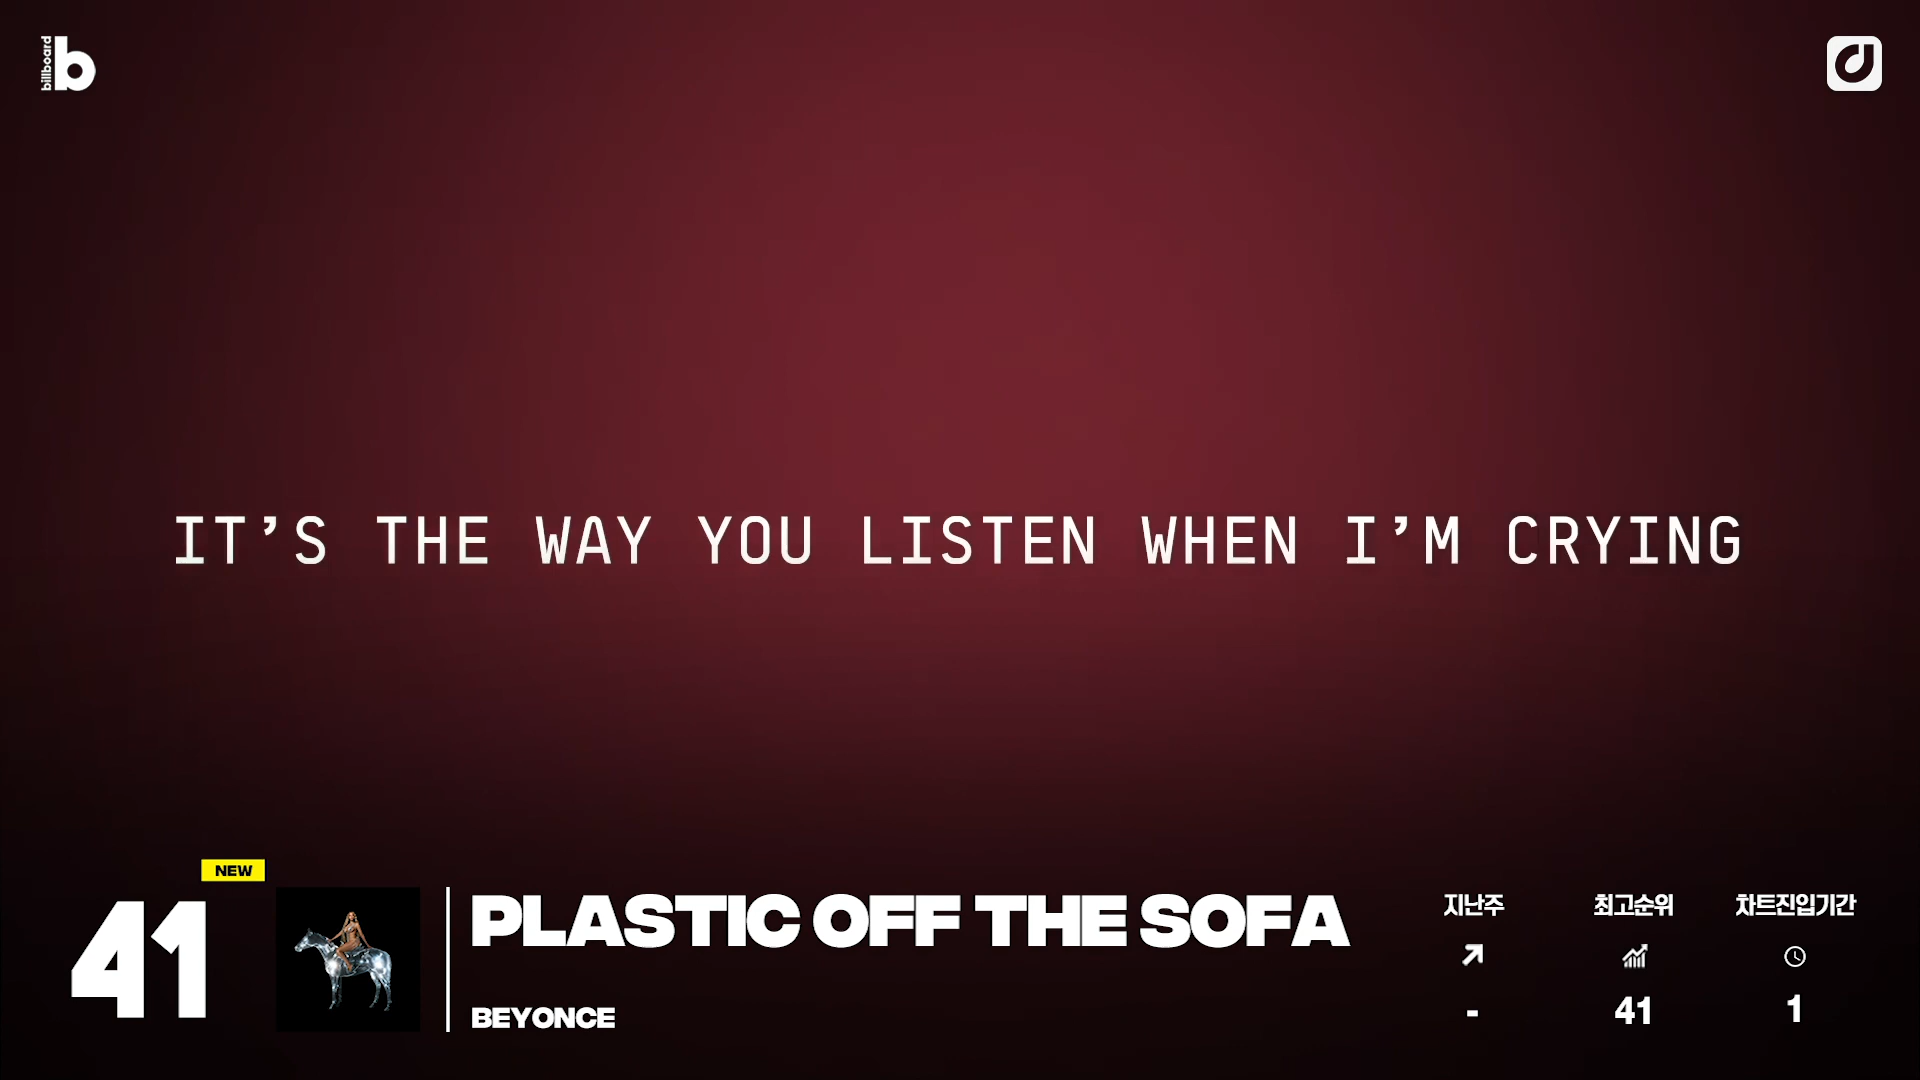 billboard
b
IT’S THE WAY YOU LISTEN WHEN I’M CRYING
NEW
41
PLASTIC OFF THE SOFA
BEYONCE
지난주 최고순위 차트진입기간
- 41 1